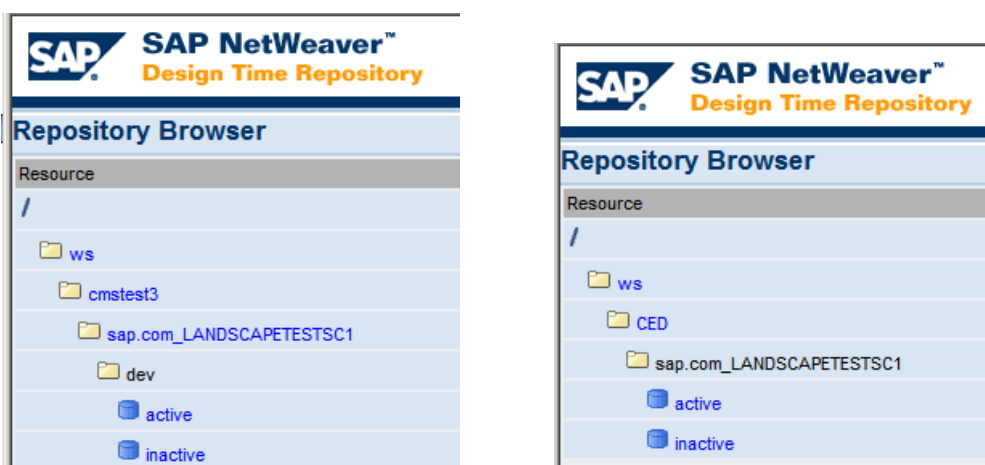 SAP
SAP NetWeaver™
Design Time Repository
Repository Browser
Resource
/
ws
cmstest3
sap.com_LANDSCAPETESTSC1
dev
active
inactive
SAP
SAP NetWeaver™
Design Time Repository
Repository Browser
Resource
/
ws
CED
sap.com_LANDSCAPETESTSC1
active
inactive